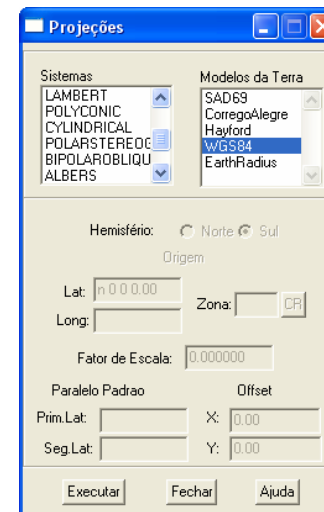 Projeções
Sistemas Modelos da Terra
LAMBERT
POLYCONIC
CYLINDRICAL
POLARSTEREOG
BIPOLAROBLIQU
ALBERS
SAD69
CorregoAlegre
Hayford
WGS84
EarthRadius
Hemisfério: Norte Sul
Origem
Lat: n 0 0 0.00
Zona: CR
Long:
Fator de Escala: 0.000000
Paralelo Padrao Offset
Prim.Lat: X: 0.00
Seg.Lat: Y: 0.00
Executar Fechar Ajuda